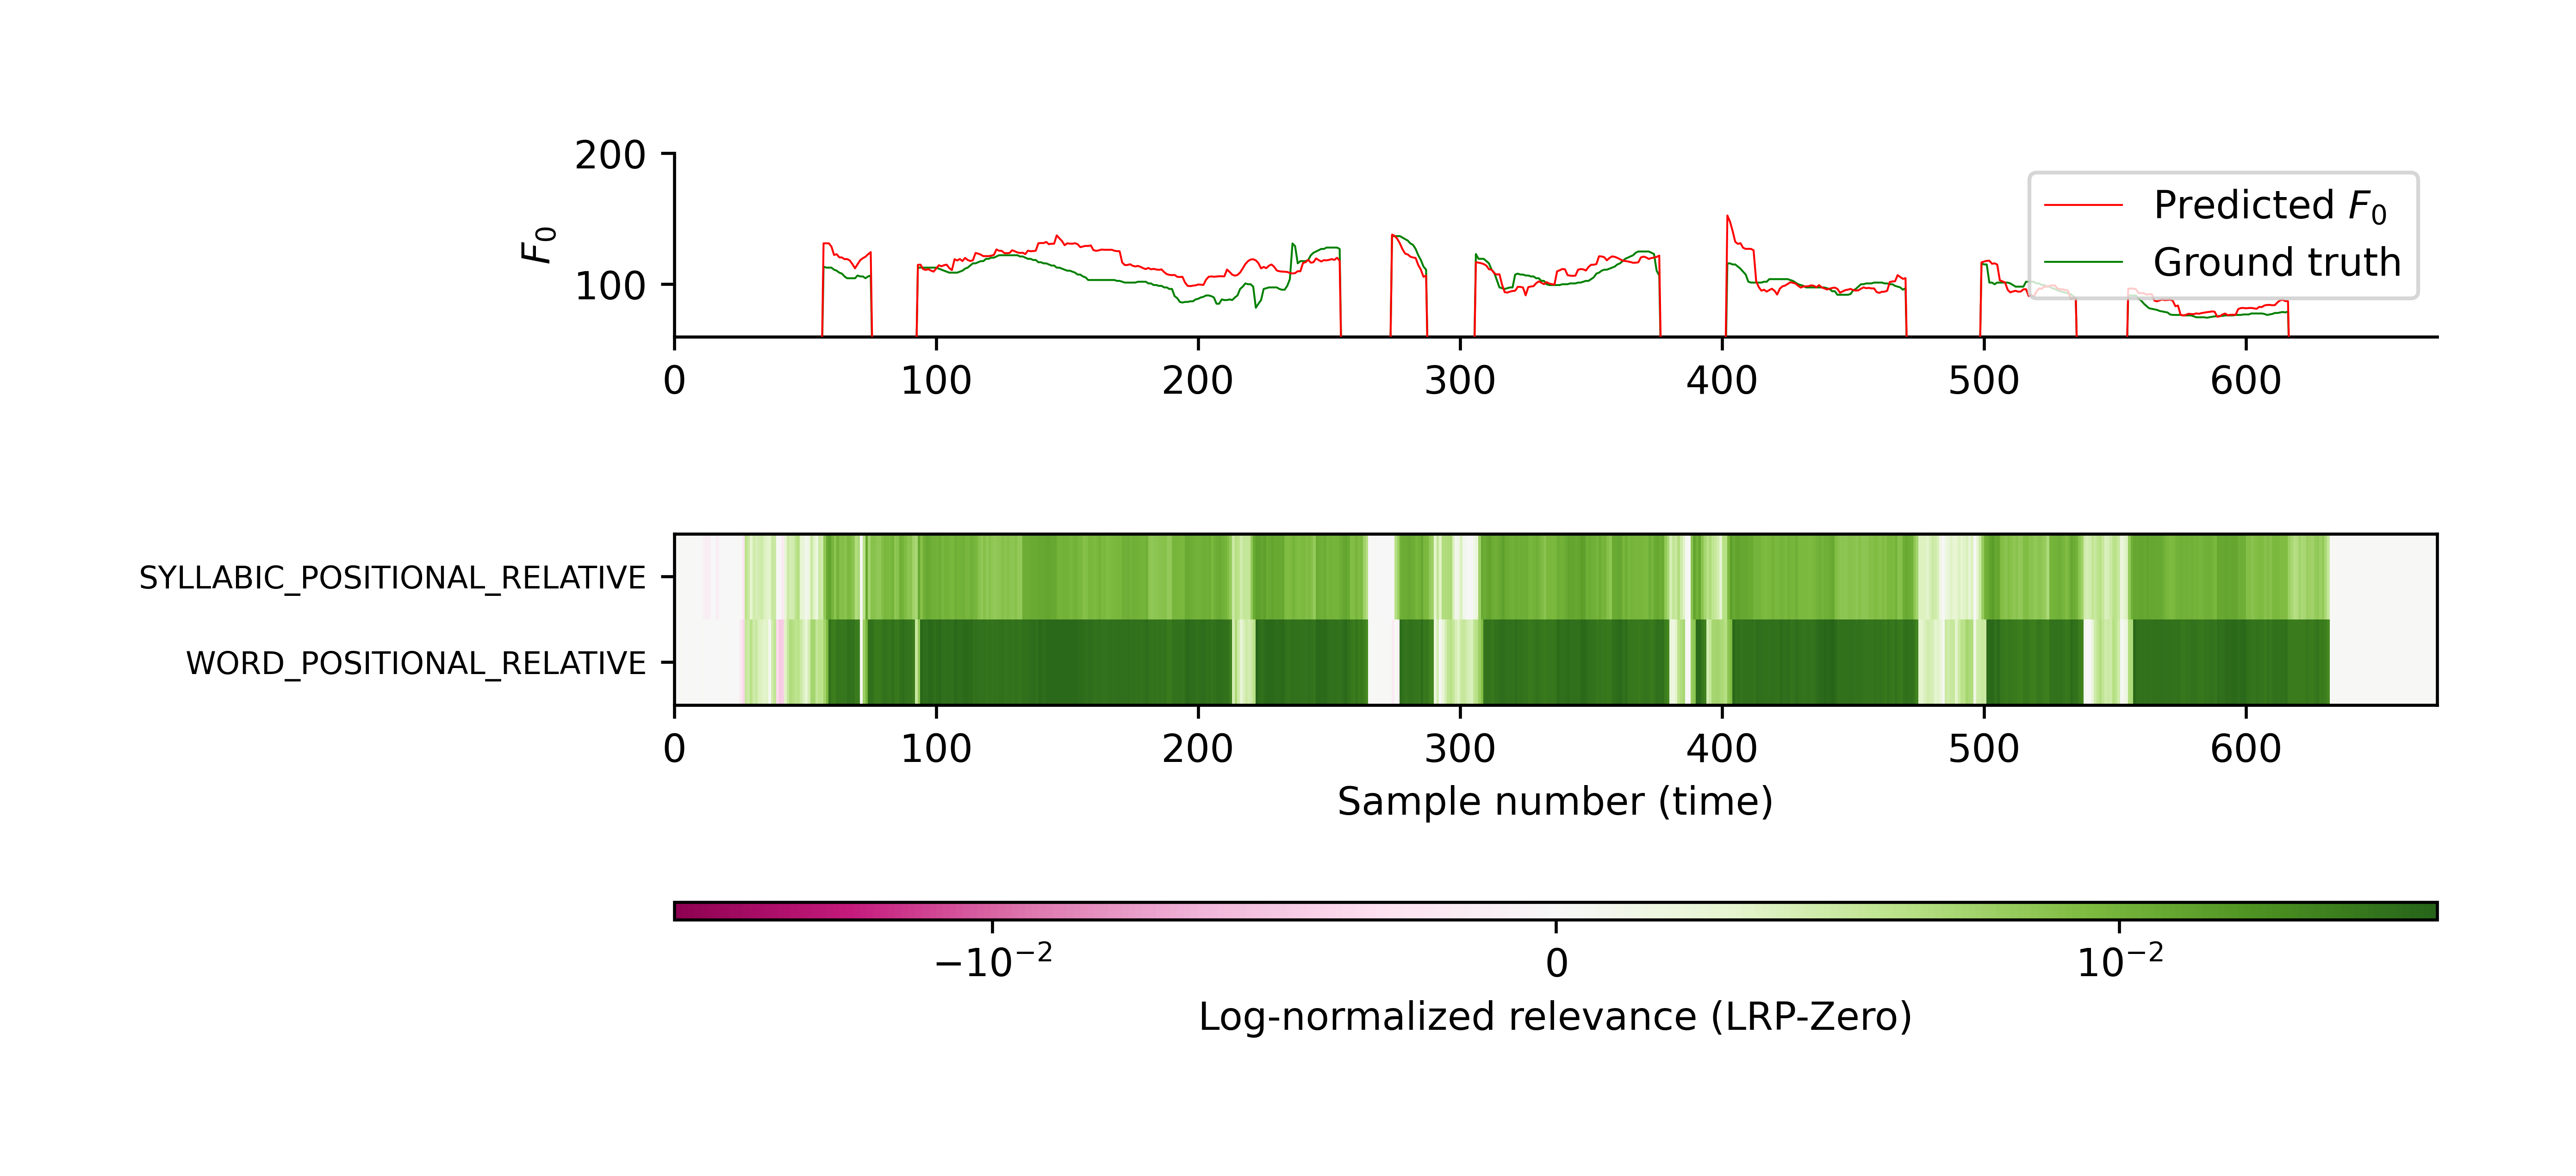 200
100
F₀
Predicted F₀
Ground truth
0 100 200 300 400 500 600
SYLLABIC_POSITIONAL_RELATIVE
WORD_POSITIONAL_RELATIVE
0 100 200 300 400 500 600
Sample number (time)
−10⁻² 0 10⁻²
Log-normalized relevance (LRP-Zero)